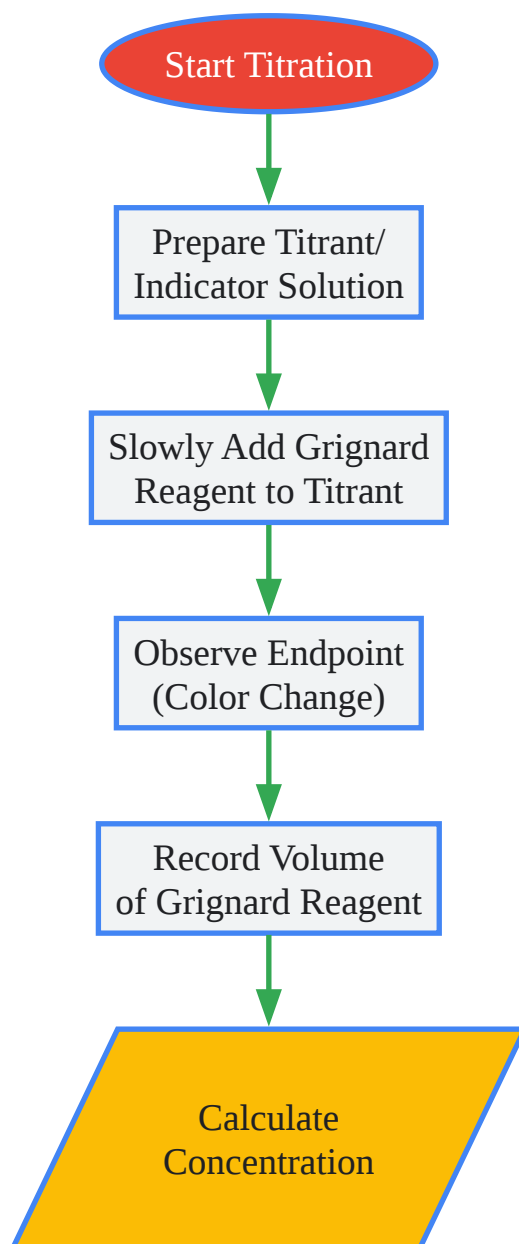 Start Titration
Prepare Titrant/
Indicator Solution
Slowly Add Grignard
Reagent to Titrant
Observe Endpoint
(Color Change)
Record Volume
of Grignard Reagent
Calculate
Concentration